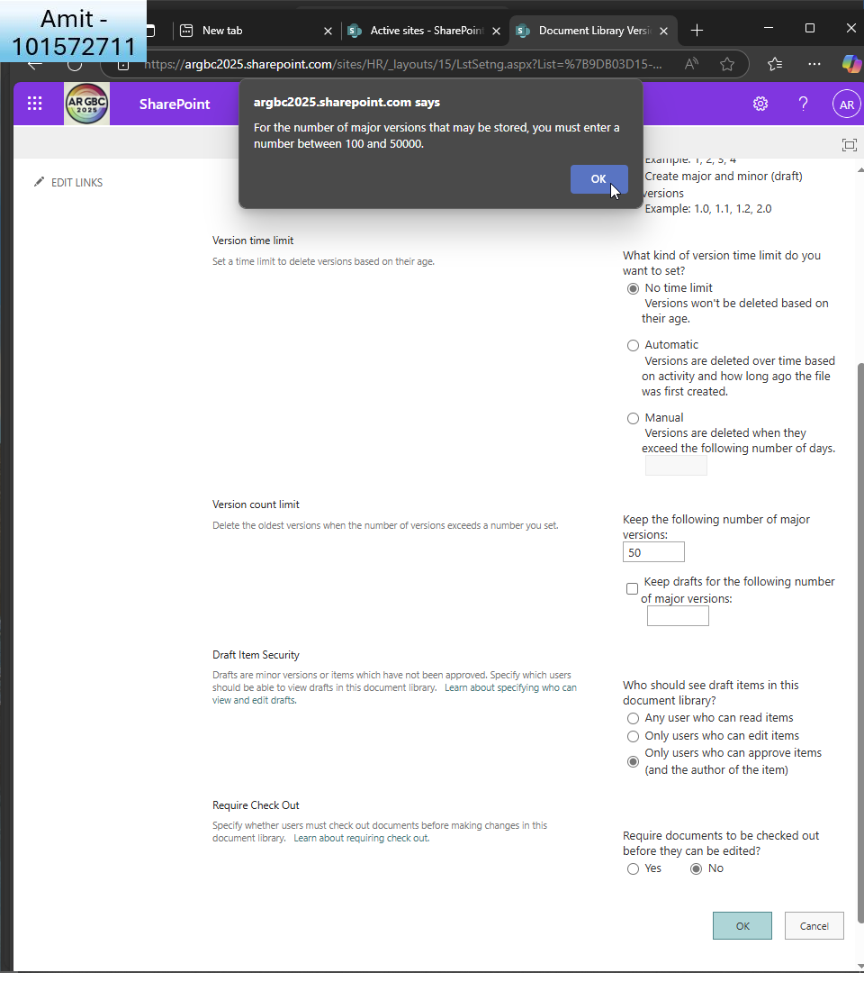 Amit -
101572711
New tab
Active sites - SharePoin
Document Library Versi
https://argbc2025.sharepoint.com/sites/HR/_layouts/15/LstSetng.aspx?List=%7B9DB03D15-...
AR GBC
2025
SharePoint
?
AR
argbc2025.sharepoint.com says
For the number of major versions that may be stored, you must enter a
number between 100 and 50000.
OK
EDIT LINKS
Example: 1, 2, 3, 4
Create major and minor (draft)
versions
Example: 1.0, 1.1, 1.2, 2.0
Version time limit
Set a time limit to delete versions based on their age.
What kind of version time limit do you
want to set?
No time limit
Versions won't be deleted based on
their age.
Automatic
Versions are deleted over time based
on activity and how long ago the file
was first created.
Manual
Versions are deleted when they
exceed the following number of days.
Version count limit
Delete the oldest versions when the number of versions exceeds a number you set.
Keep the following number of major
versions:
50
Keep drafts for the following number
of major versions:
Draft Item Security
Drafts are minor versions or items which have not been approved. Specify which users
should be able to view drafts in this document library. Learn about specifying who can
view and edit drafts.
Who should see draft items in this
document library?
Any user who can read items
Only users who can edit items
Only users who can approve items
(and the author of the item)
Require Check Out
Specify whether users must check out documents before making changes in this
document library. Learn about requiring check out.
Require documents to be checked out
before they can be edited?
Yes No
OK Cancel